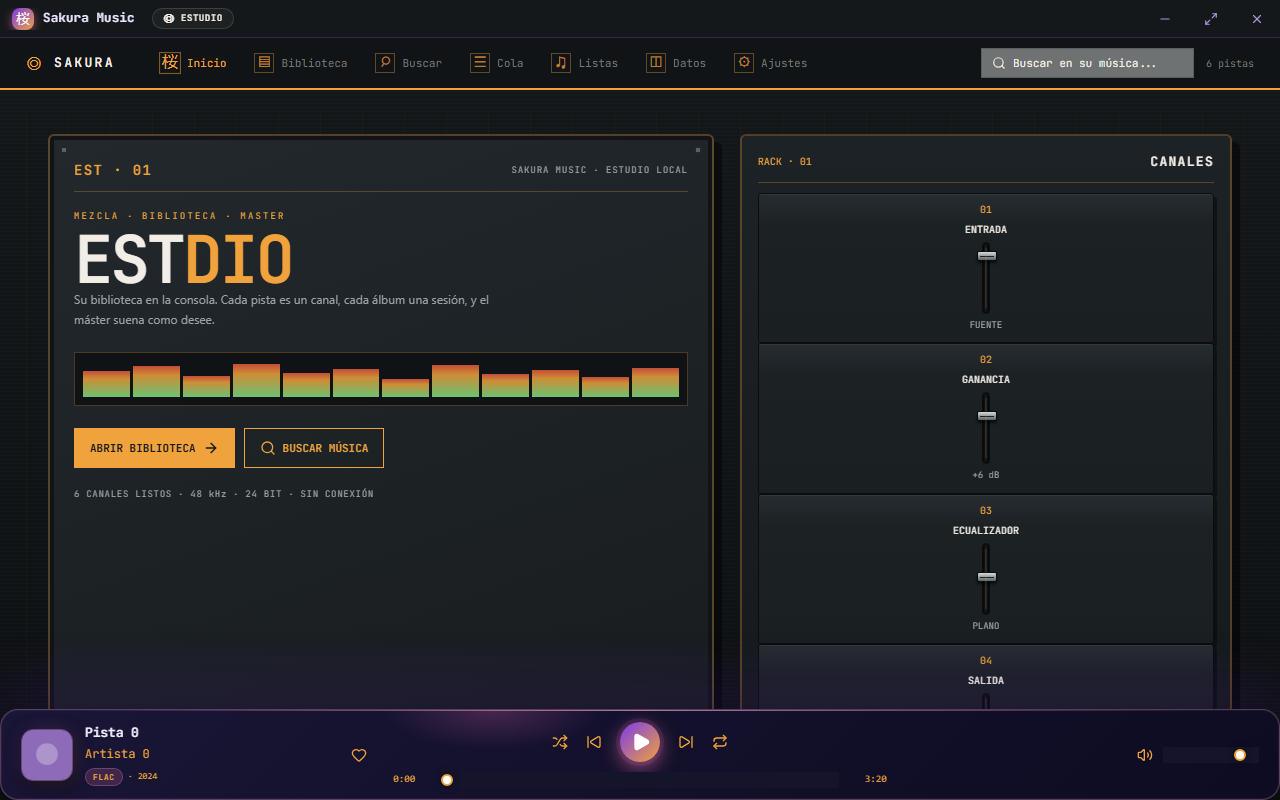 桜 Sakura Music ESTUDIO
SAKURA 桜 Inicio Biblioteca Buscar Cola Listas Datos Ajustes Buscar en su música... 6 pistas
EST · 01
SAKURA MUSIC · ESTUDIO LOCAL
MEZCLA · BIBLIOTECA · MASTER
ESTDIO
Su biblioteca en la consola. Cada pista es un canal, cada álbum una sesión, y el
máster suena como desee.
ABRIR BIBLIOTECA
BUSCAR MÚSICA
6 CANALES LISTOS · 48 kHz · 24 BIT · SIN CONEXIÓN
RACK · 01
CANALES
01
ENTRADA
FUENTE
02
GANANCIA
+6 dB
03
ECUALIZADOR
PLANO
04
SALIDA
Pista 0
Artista 0
FLAC · 2024
0:00
3:20